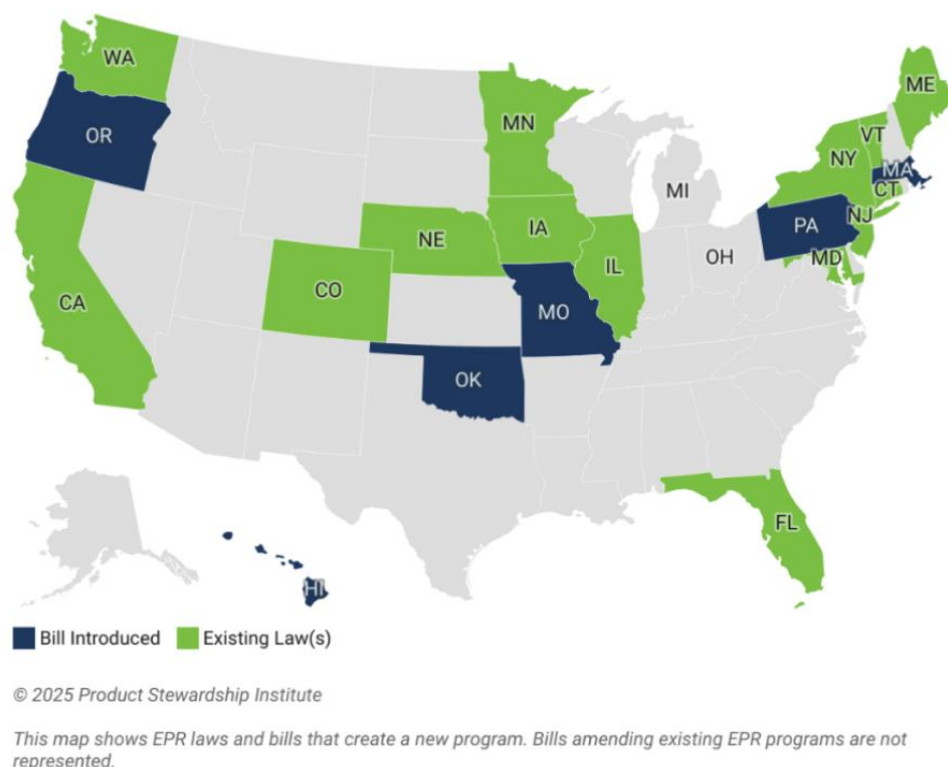 WA
ME
OR
MN
VT
NY
MA
MI
CT
NE
IA
NJ
PA
OH
MD
IL
CO
CA
MO
OK
FL
HI
Bill Introduced
Existing Law(s)
© 2025 Product Stewardship Institute
This map shows EPR laws and bills that create a new program. Bills amending existing EPR programs are not
represented.